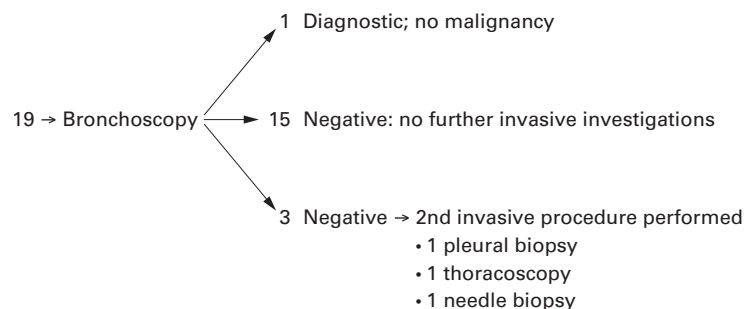 1 Diagnostic; no malignancy
19 → Bronchoscopy
15 Negative: no further invasive investigations
3 Negative → 2nd invasive procedure performed
• 1 pleural biopsy
• 1 thoracoscopy
• 1 needle biopsy